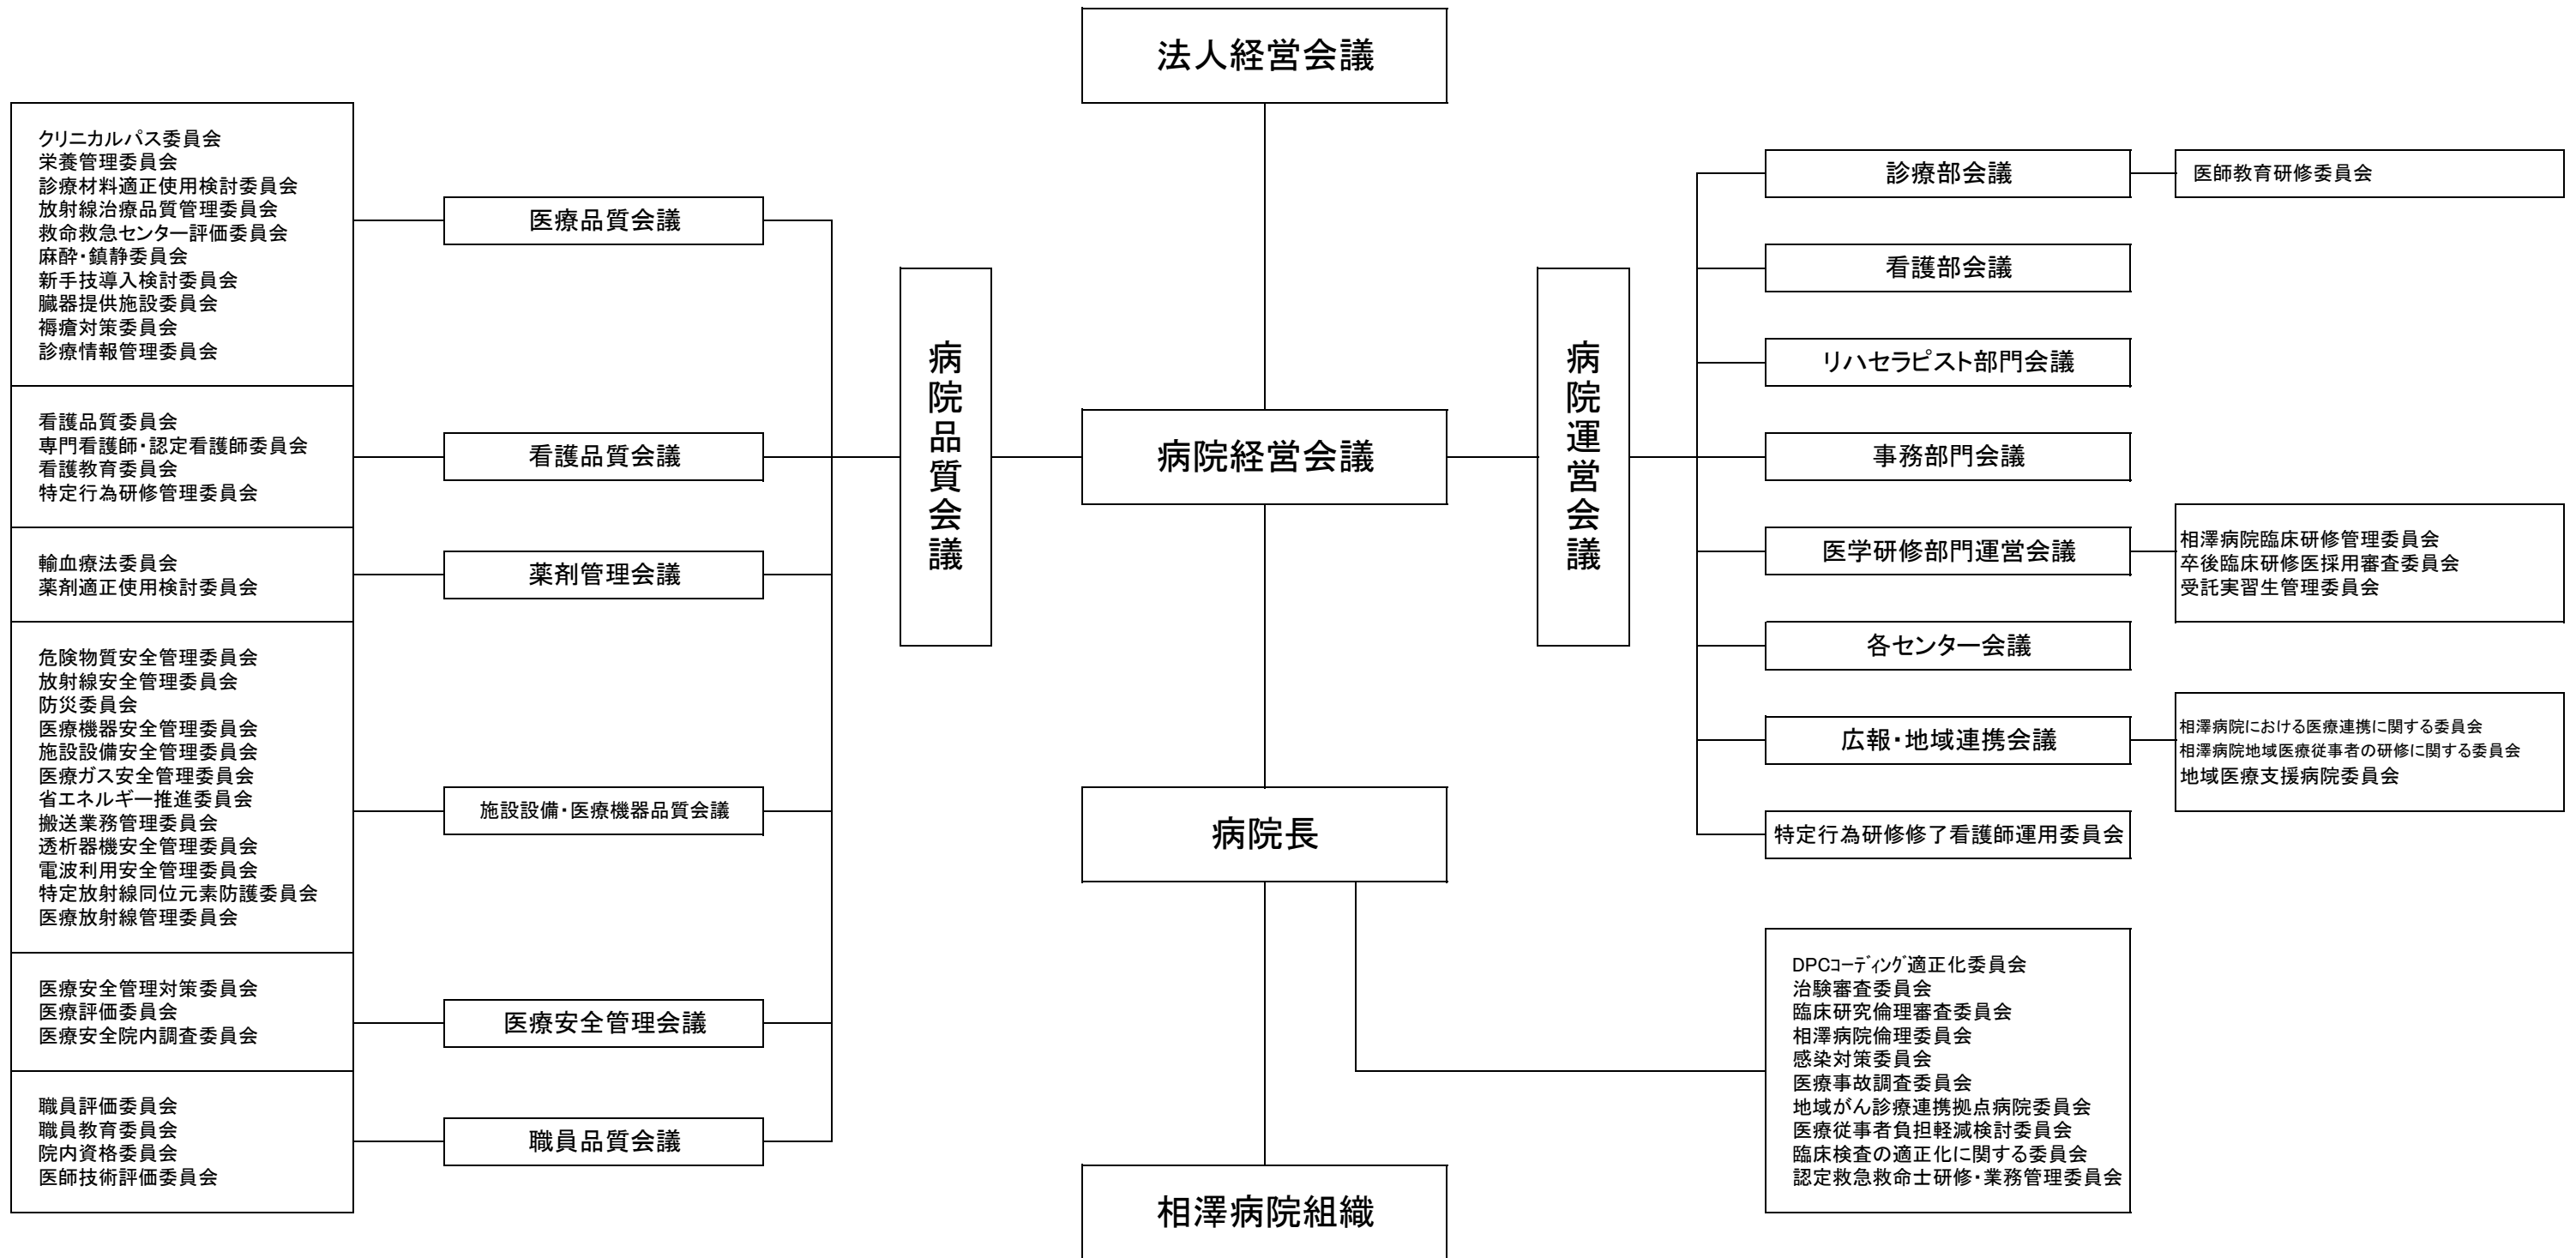 法人経営会議
クリニカルパス委員会
栄養管理委員会
診療材料適正使用検討委員会
放射線治療品質管理委員会
救命救急センター評価委員会
麻酔・鎮静委員会
新手技導入検討委員会
臓器提供施設委員会
褥瘡対策委員会
診療情報管理委員会
看護品質委員会
専門看護師・認定看護師委員会
看護教育委員会
特定行為研修管理委員会
輸血療法委員会
薬剤適正使用検討委員会
危険物質安全管理委員会
放射線安全管理委員会
防災委員会
医療機器安全管理委員会
施設設備安全管理委員会
医療ガス安全管理委員会
省エネルギー推進委員会
搬送業務管理委員会
透析器機安全管理委員会
電波利用安全管理委員会
特定放射線同位元素防護委員会
医療放射線管理委員会
医療安全管理対策委員会
医療評価委員会
医療安全院内調査委員会
職員評価委員会
職員教育委員会
院内資格委員会
医師技術評価委員会
医療品質会議
看護品質会議
薬剤管理会議
施設設備・医療機器品質会議
医療安全管理会議
職員品質会議
病院品質会議
病院経営会議
病院長
相澤病院組織
病院運営会議
診療部会議
看護部会議
リハセラピスト部門会議
事務部門会議
医学研修部門運営会議
各センター会議
広報・地域連携会議
特定行為研修修了看護師運用委員会
医師教育研修委員会
相澤病院臨床研修管理委員会
卒後臨床研修医採用審査委員会
受託実習生管理委員会
相澤病院における医療連携に関する委員会
相澤病院地域医療従事者の研修に関する委員会
地域医療支援病院委員会
DPCｺｰﾃﾞｨﾝｸﾞ適正化委員会
治験審査委員会
臨床研究倫理審査委員会
相澤病院倫理委員会
感染対策委員会
医療事故調査委員会
地域がん診療連携拠点病院委員会
医療従事者負担軽減検討委員会
臨床検査の適正化に関する委員会
認定救急救命士研修・業務管理委員会